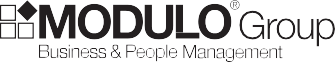 MODULO® Group
Business & People Management